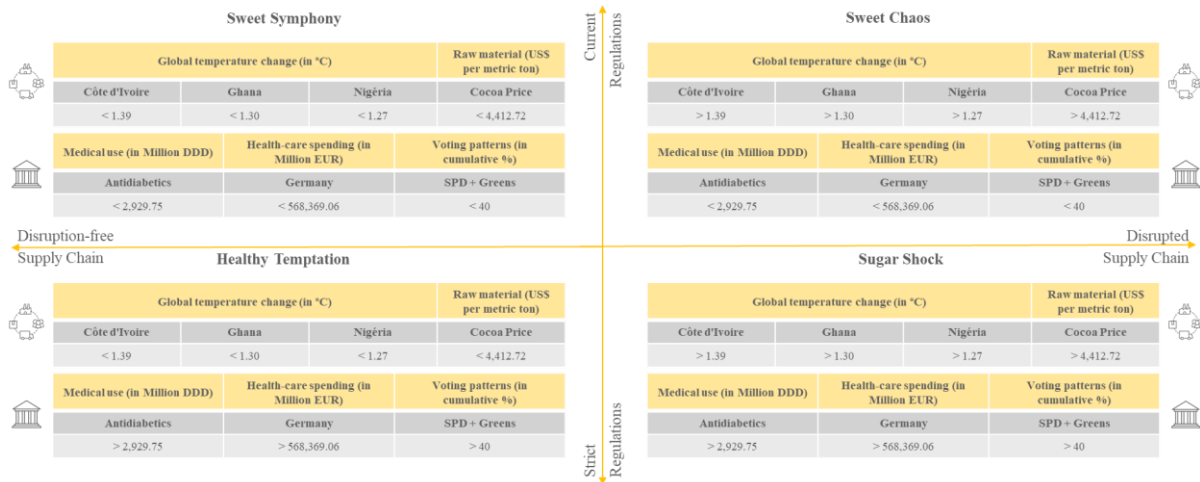 Sweet Symphony
Global temperature change (in °C)
Raw material (US$
per metric ton)
Côte d'Ivoire
Ghana
Nigéria
Cocoa Price
< 1.39
< 1.30
< 1.27
< 4,412.72
Medical use (in Million DDD)
Health-care spending (in
Million EUR)
Voting patterns (in
cumulative %)
Antidiabetics
Germany
SPD + Greens
< 2,929.75
< 568,369.06
< 40
Current
Regulations
Sweet Chaos
Global temperature change (in °C)
Raw material (US$
per metric ton)
Côte d'Ivoire
Ghana
Nigéria
Cocoa Price
> 1.39
> 1.30
> 1.27
> 4,412.72
Medical use (in Million DDD)
Health-care spending (in
Million EUR)
Voting patterns (in
cumulative %)
Antidiabetics
Germany
SPD + Greens
< 2,929.75
< 568,369.06
< 40
Disruption-free
Supply Chain
Disrupted
Supply Chain
Healthy Temptation
Global temperature change (in °C)
Raw material (US$
per metric ton)
Côte d'Ivoire
Ghana
Nigéria
Cocoa Price
< 1.39
< 1.30
< 1.27
< 4,412.72
Medical use (in Million DDD)
Health-care spending (in
Million EUR)
Voting patterns (in
cumulative %)
Antidiabetics
Germany
SPD + Greens
> 2,929.75
> 568,369.06
> 40
Strict
Regulations
Sugar Shock
Global temperature change (in °C)
Raw material (US$
per metric ton)
Côte d'Ivoire
Ghana
Nigéria
Cocoa Price
> 1.39
> 1.30
> 1.27
> 4,412.72
Medical use (in Million DDD)
Health-care spending (in
Million EUR)
Voting patterns (in
cumulative %)
Antidiabetics
Germany
SPD + Greens
> 2,929.75
> 568,369.06
> 40